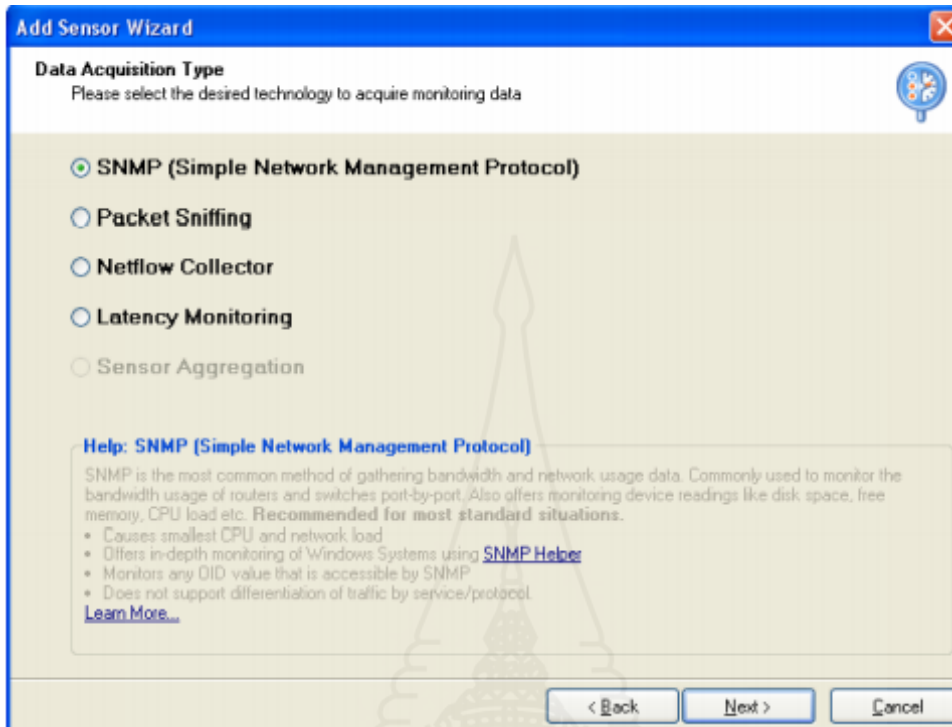 Add Sensor Wizard
Data Acquisition Type
Please select the desired technology to acquire monitoring data
SNMP (Simple Network Management Protocol)
Packet Sniffing
Netflow Collector
Latency Monitoring
Sensor Aggregation
Help: SNMP (Simple Network Management Protocol)
SNMP is the most common method of gathering bandwidth and network usage data. Commonly used to monitor the
bandwidth usage of routers and switches port-by-port. Also offers monitoring device readings like disk space, free
memory, CPU load etc. Recommended for most standard situations.
• Causes smallest CPU and network load
• Offers in-depth monitoring of Windows Systems using SNMP Helper
• Monitors any OID value that is accessible by SNMP
• Does not support differentiation of traffic by service/protocol.
Learn More...
< Back
Next >
Cancel